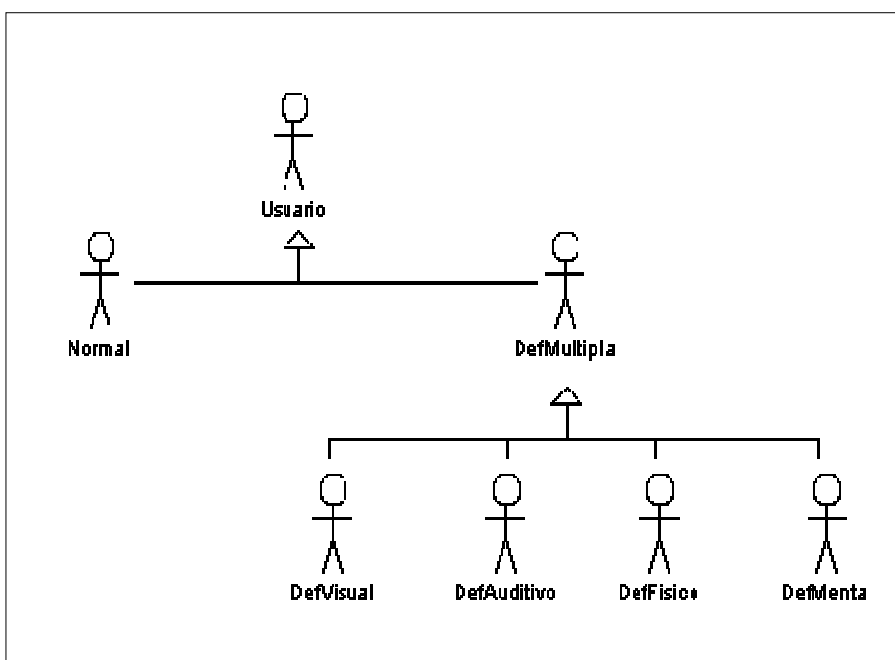 Usuario
Normal
DefMultipla
DefVisual
DefAuditivo
DefFisico
DefMenta